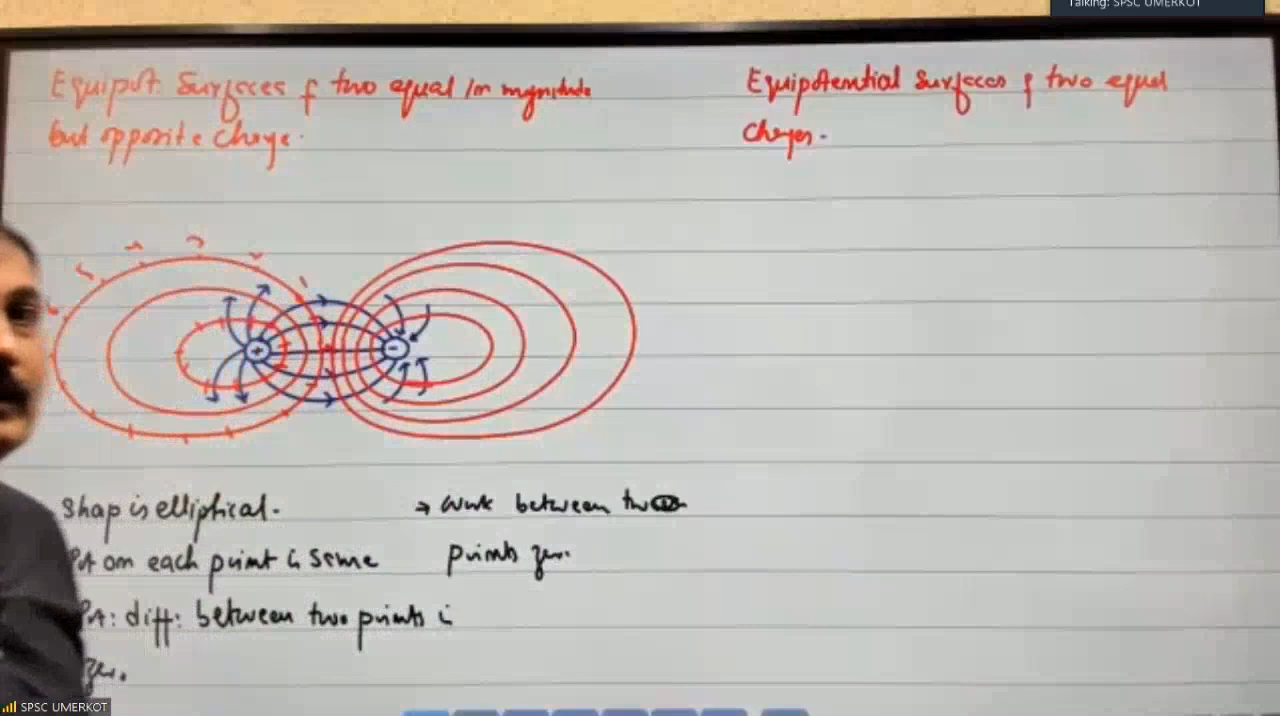 Talking: SPSC UMERKOT
Equipot: Surfaces of two equal in magnitude
but opposite charge.
Equipotential Surfaces of two equal
charges.
+
-
Shap is elliptical.
Pot on each point is same
Pot: diff: between two points is
zero.
→ work between two
points zero.
SPSC UMERKOT